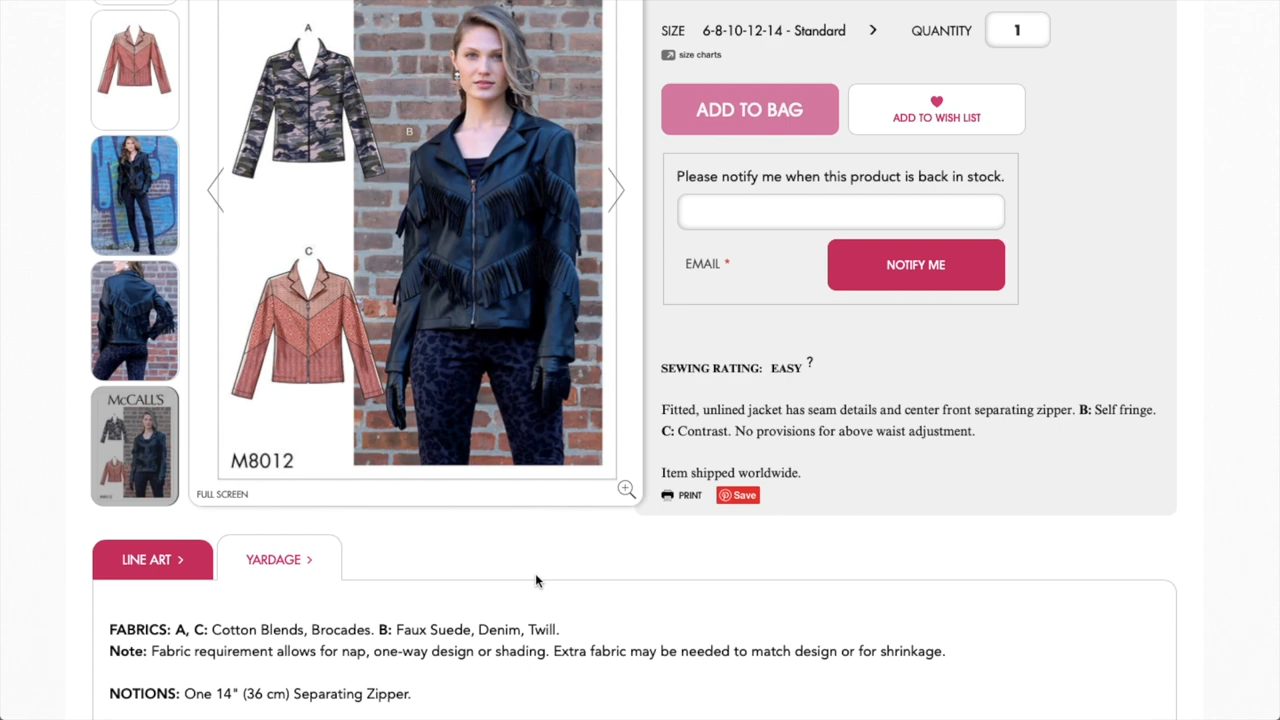 SIZE 6-8-10-12-14 - Standard > QUANTITY 1
size charts
ADD TO BAG
ADD TO WISH LIST
Please notify me when this product is back in stock.
EMAIL *
NOTIFY ME
SEWING RATING: EASY ?
Fitted, unlined jacket has seam details and center front separating zipper. B: Self fringe.
C: Contrast. No provisions for above waist adjustment.
Item shipped worldwide.
PRINT
Save
A
B
C
M8012
McCALL'S
FULL SCREEN
LINE ART >
YARDAGE >
FABRICS: A, C: Cotton Blends, Brocades. B: Faux Suede, Denim, Twill.
Note: Fabric requirement allows for nap, one-way design or shading. Extra fabric may be needed to match design or for shrinkage.
NOTIONS: One 14" (36 cm) Separating Zipper.